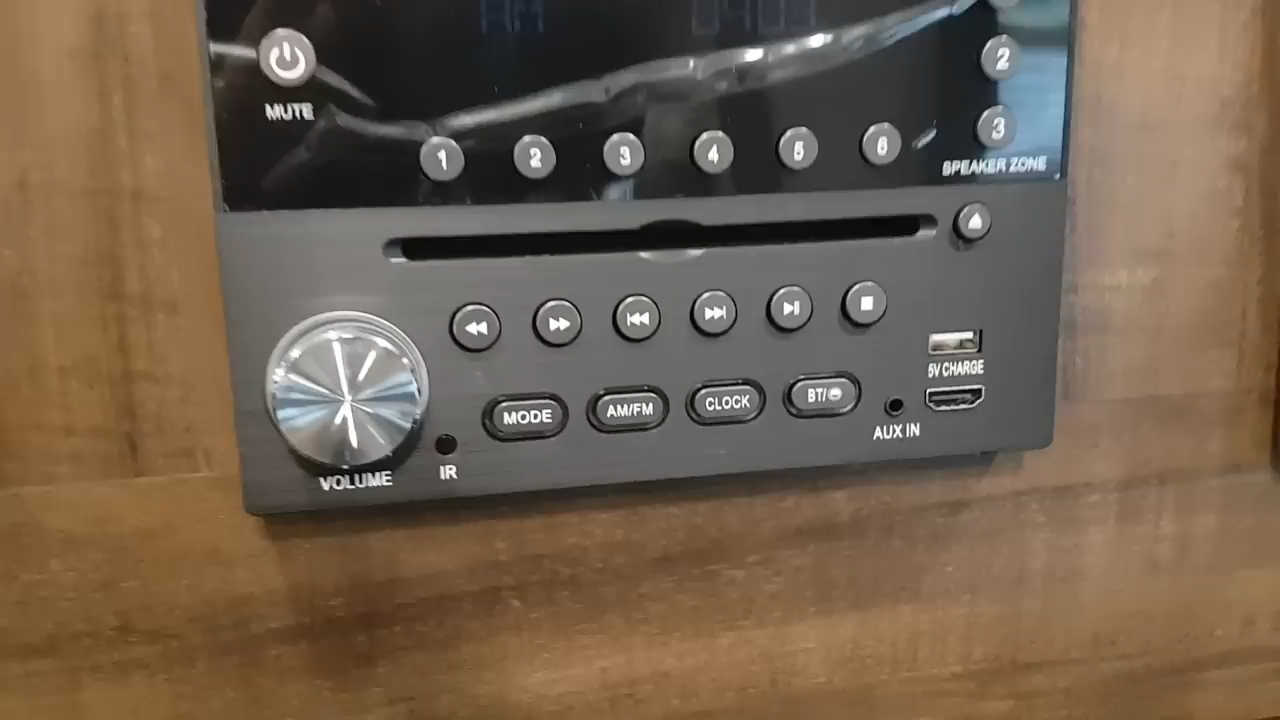 AM
MUTE
2
3
SPEAKER ZONE
1 2 3 4 5 6
5V CHARGE
MODE AM/FM CLOCK BT/
AUX IN
VOLUME
IR